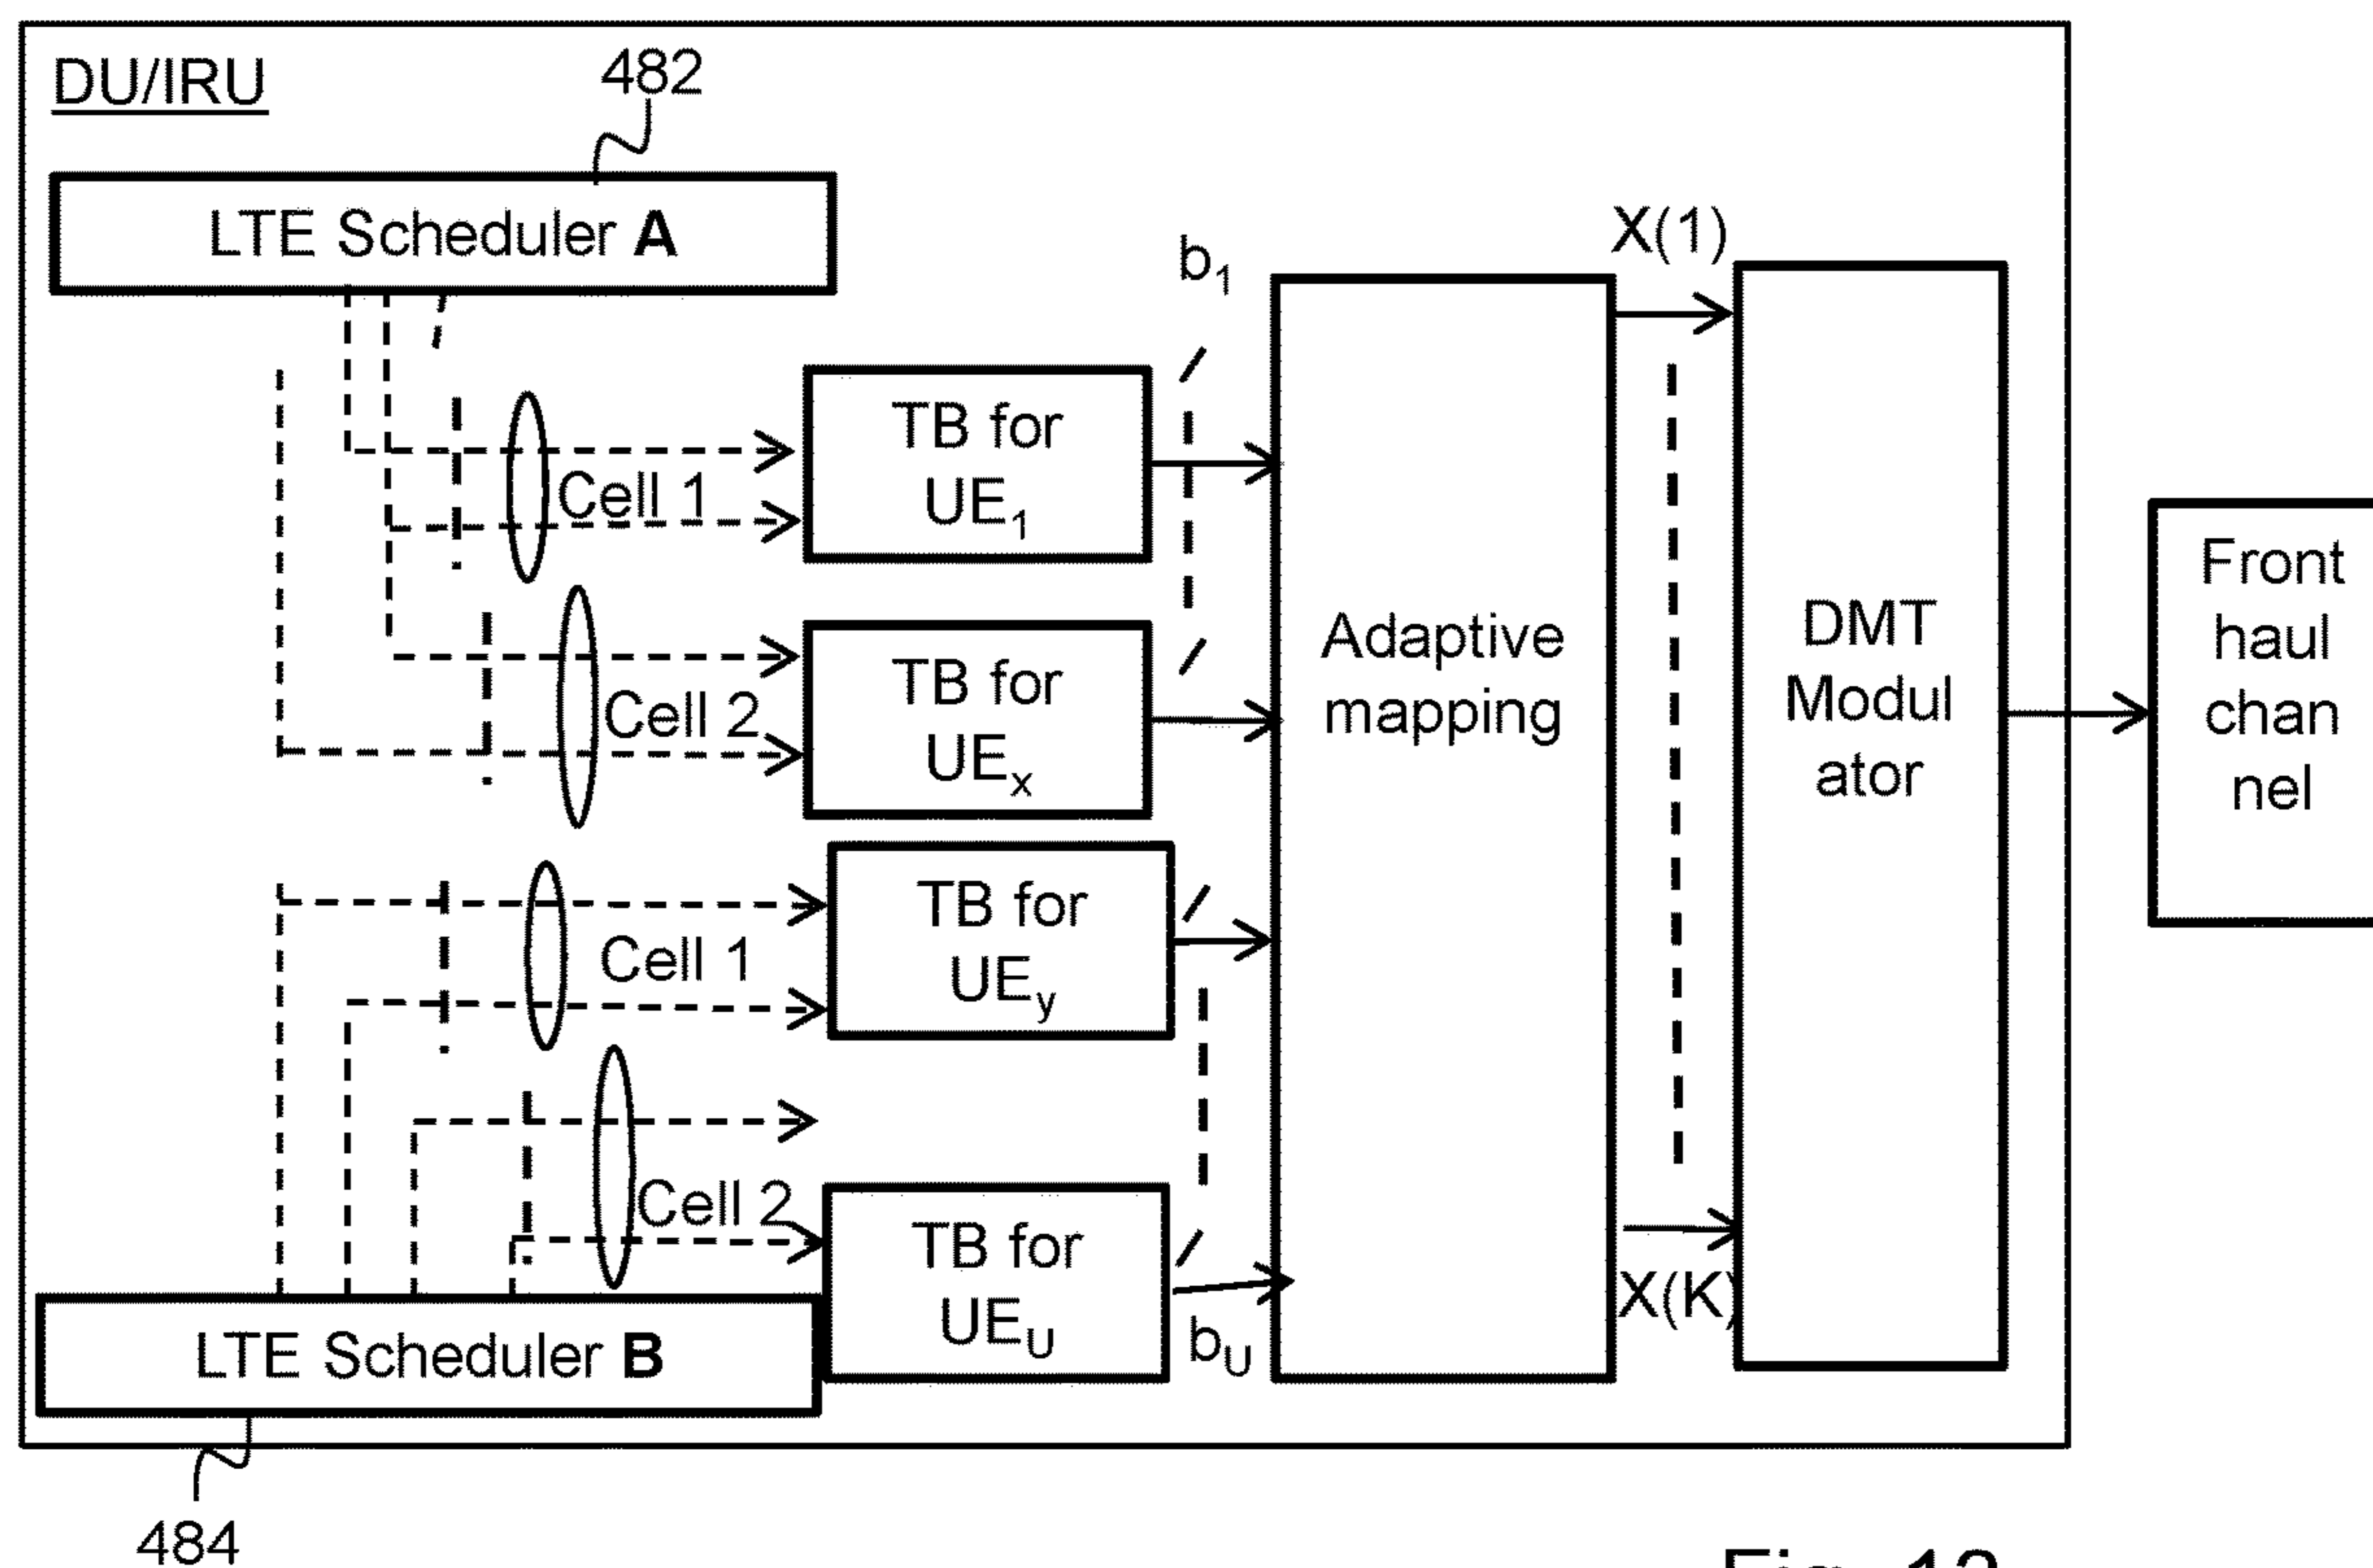 DU/IRU
482
LTE Scheduler A
b1
X(1)
TB for
UE1
Cell 1
Front
haul
chan
nel
Adaptive
mapping
DMT
Modul
ator
TB for
UEx
Cell 2
TB for
UEy
Cell 1
Cell 2
TB for
UEU
bU
X(K)
LTE Scheduler B
484